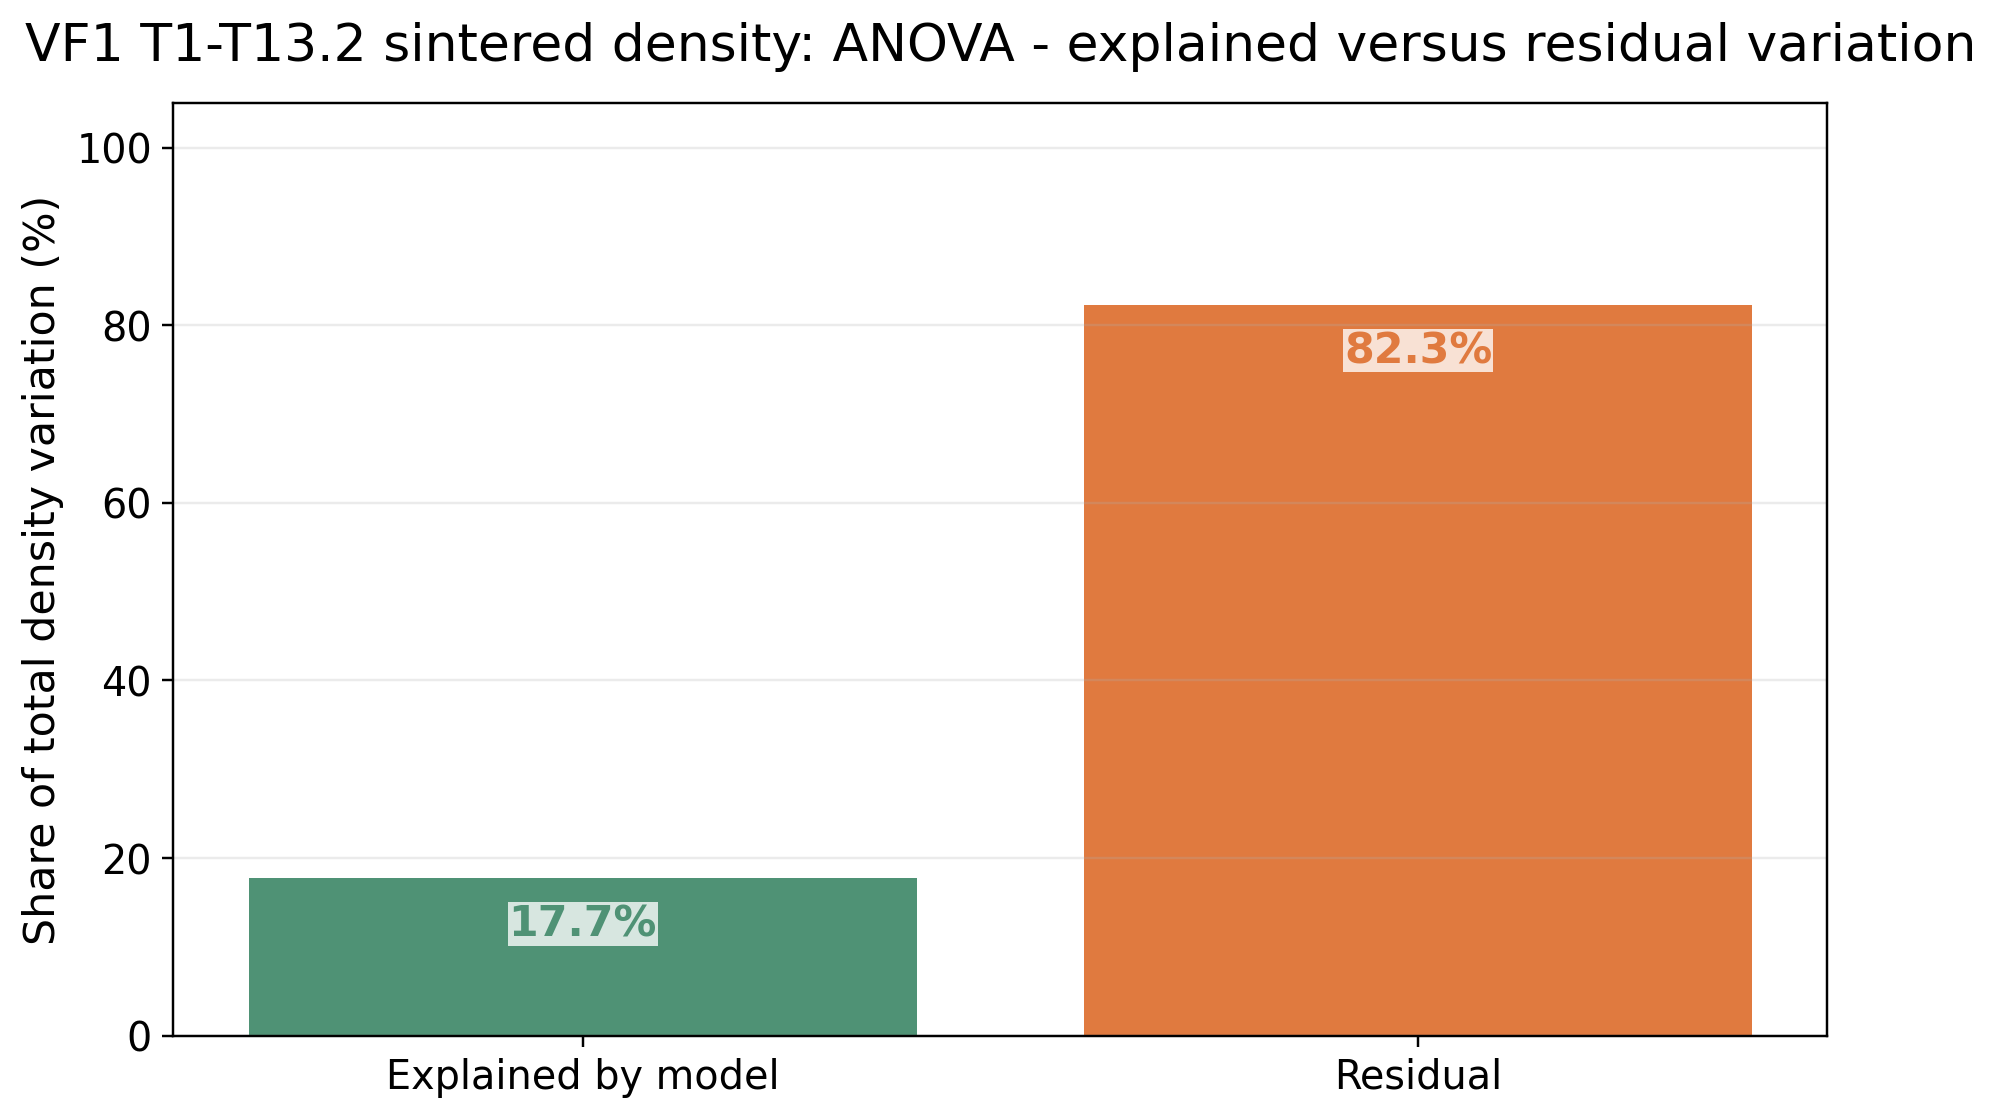 VF1 T1-T13.2 sintered density: ANOVA - explained versus residual variation
Share of total density variation (%)
100
80
60
40
20
0
82.3%
17.7%
Explained by model
Residual